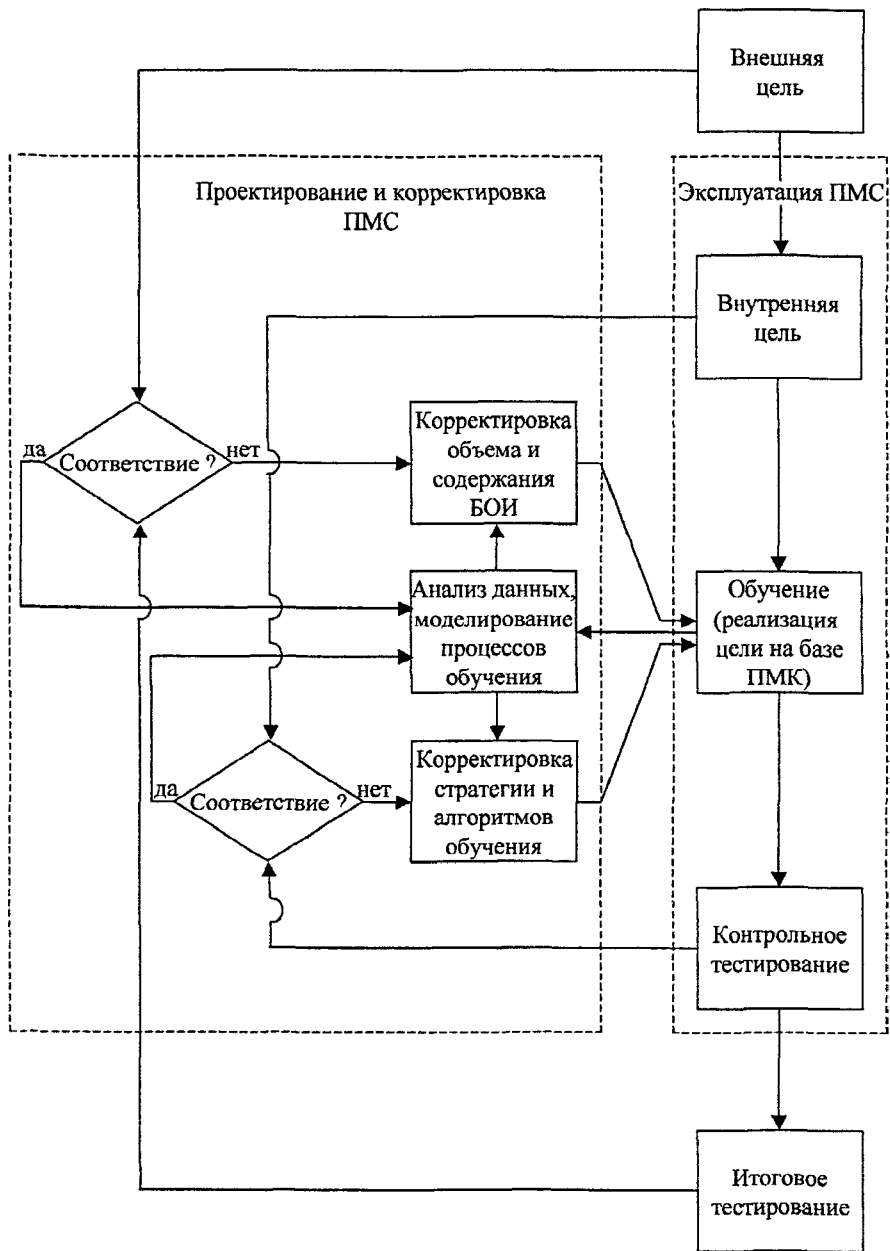 Внешняя
цель
Проектирование и корректировка
ПМС
Эксплуатация ПМС
Внутренняя
цель
да
Соответствие ?
нет
Корректировка
объема и
содержания
БОИ
Анализ данных,
моделирование
процессов
обучения
Обучение
(реализация
цели на базе
ПМК)
да
Соответствие ?
нет
Корректировка
стратегии и
алгоритмов
обучения
Контрольное
тестирование
Итоговое
тестирование